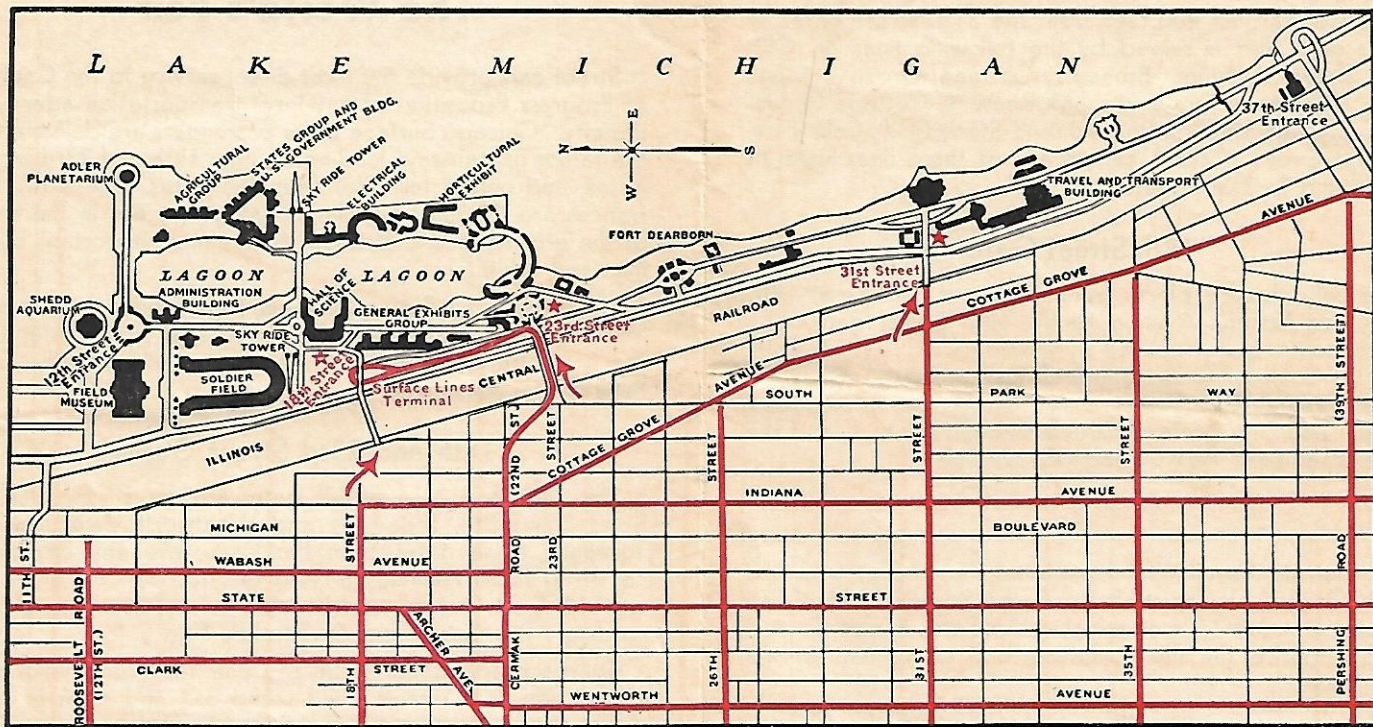 LAKE MICHIGAN
N
E
S
W
ADLER
PLANETARIUM
AGRICULTURAL
GROUP
STATES GROUP AND
U.S. GOVERNMENT BLDG.
SKY RIDE TOWER
ELECTRICAL
BUILDING
HORTICULTURAL
EXHIBIT
37th Street
Entrance
TRAVEL AND TRANSPORT
BUILDING
FORT DEARBORN
LAGOON
LAGOON
ADMINISTRATION
BUILDING
HALL OF
SCIENCE
GENERAL EXHIBITS
GROUP
SHEDD
AQUARIUM
SKY RIDE
TOWER
12th Street
Entrance
FIELD
MUSEUM
SOLDIER
FIELD
18th Street
Entrance
Surface Lines
Terminal
23rd Street
Entrance
31st Street
Entrance
ILLINOIS
CENTRAL
RAILROAD
COTTAGE GROVE
AVENUE
COTTAGE GROVE
AVENUE
SOUTH
PARK
WAY
INDIANA
AVENUE
MICHIGAN
BOULEVARD
WABASH
AVENUE
STATE
STREET
CLARK
STREET
ARCHER AVE.
WENTWORTH
AVENUE
11TH ST.
ROOSEVELT ROAD
(12TH ST.)
18TH
STREET
CERMAK ROAD
(22ND ST.)
23RD
STREET
26TH
STREET
31ST
STREET
35TH
STREET
PERSHING ROAD
(39TH STREET)